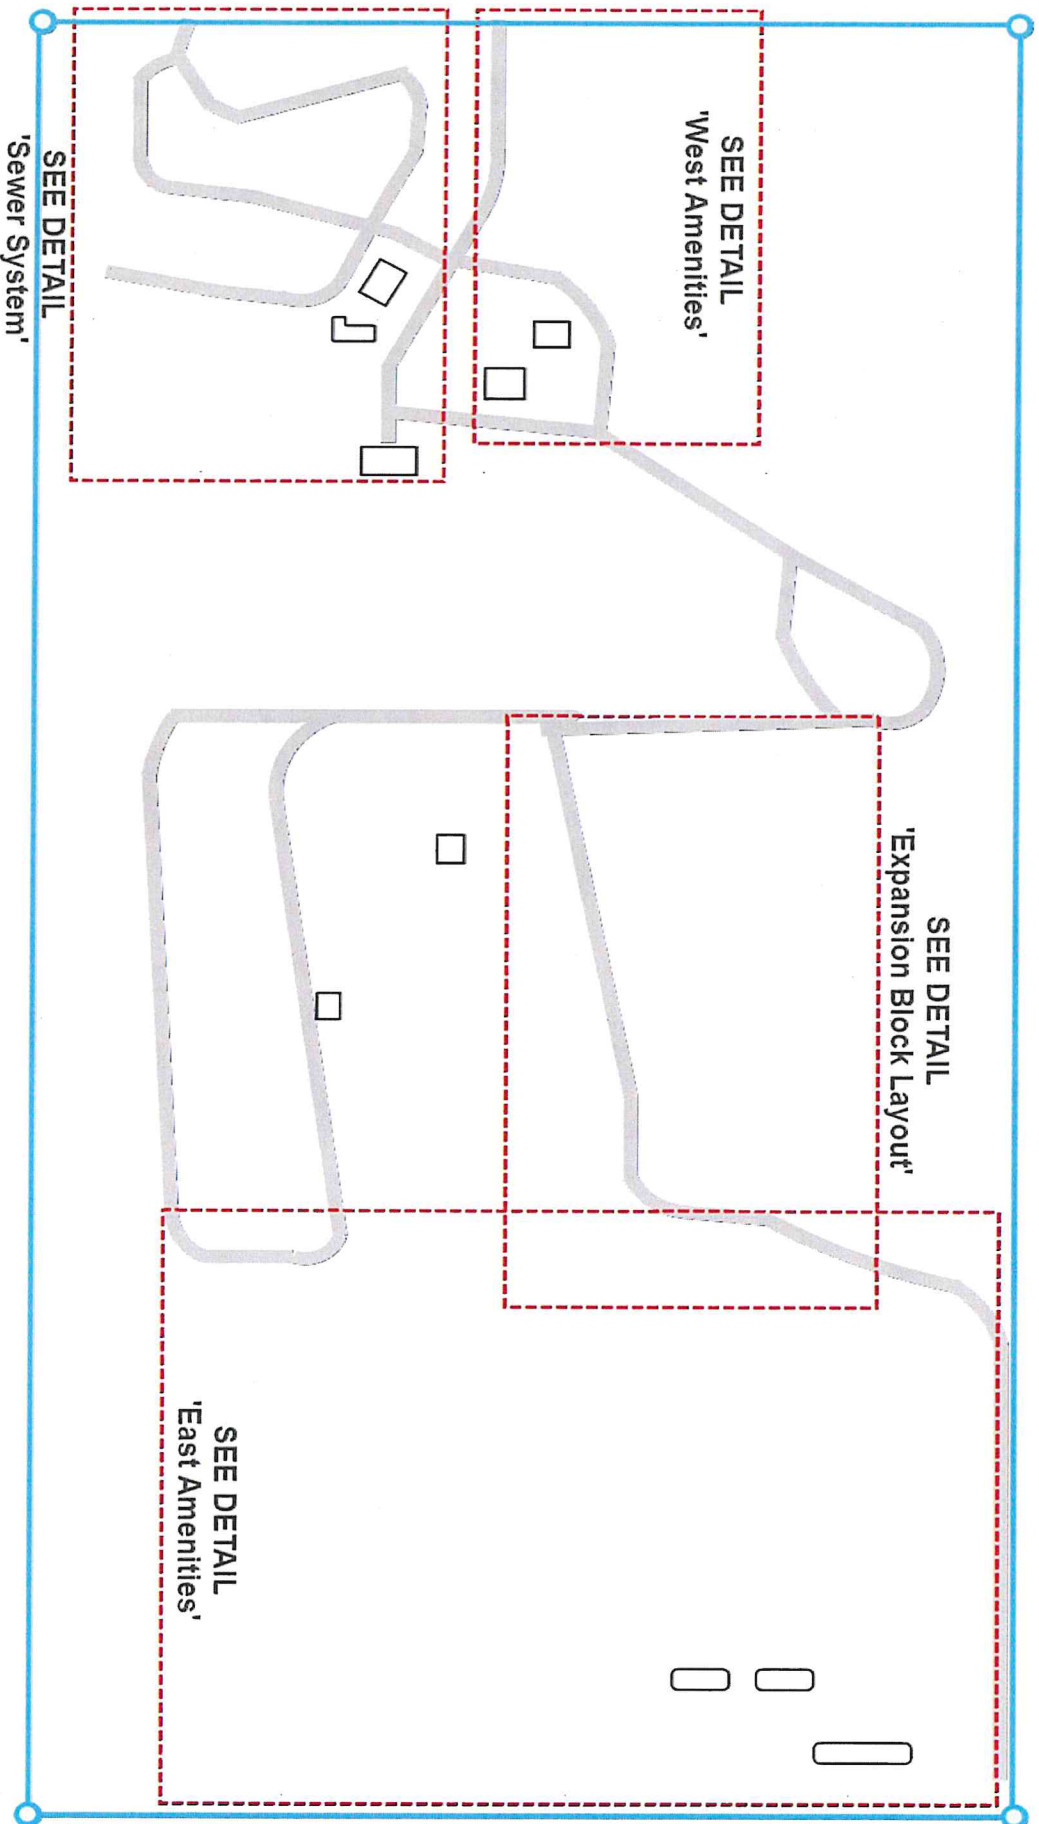 SEE DETAIL
'West Amenities'
SEE DETAIL
'Sewer System'
SEE DETAIL
'Expansion Block Layout'
SEE DETAIL
'East Amenities'